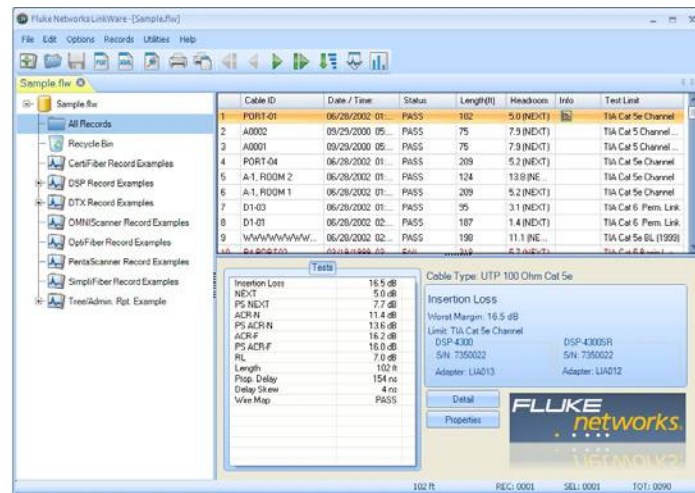 Fluke Networks LinkWare - [Sample.flw]
File Edit Options Records Utilities Help
Sample.flw
Sample.flw
All Records
Recycle Bin
CertiFiber Record Examples
DSP Record Examples
DTX Record Examples
OMNIScanner Record Examples
OptiFiber Record Examples
PentaScanner Record Examples
SimpliFiber Record Examples
Tree/Admin. Rpt. Example
Cable ID Date / Time Status Length(ft) Headroom Info Test Limit
1 PORT-01 06/28/2002 01:... PASS 102 5.0 (NEXT) TIA Cat 5e Channel
2 A0002 09/29/2000 05:... PASS 75 7.9 (NEXT) TIA Cat 5 Channel ...
3 A0001 09/29/2000 05:... PASS 75 7.9 (NEXT) TIA Cat 5 Channel ...
4 PORT-04 06/28/2002 01:... PASS 209 5.2 (NEXT) TIA Cat 5e Channel
5 A-1, ROOM 2 06/28/2002 01:... PASS 124 13.8 (NE... TIA Cat 5e Channel
6 A-1, ROOM 1 06/28/2002 01:... PASS 209 5.2 (NEXT) TIA Cat 5e Channel
7 D1-03 06/28/2002 02:... PASS 95 3.1 (NEXT) TIA Cat 6 Perm. Link
8 D1-01 06/28/2002 02:... PASS 187 1.4 (NEXT) TIA Cat 6 Perm. Link
9 WWWWWWWW... 06/28/2002 02:... PASS 198 11.1 (NE... TIA Cat 5e BL (1999)
Tests
Insertion Loss 16.5 dB
NEXT 5.0 dB
PS NEXT 7.7 dB
ACR-N 11.4 dB
PS ACR-N 13.6 dB
ACR-F 16.2 dB
PS ACR-F 16.0 dB
RL 7.0 dB
Length 102 ft
Prop. Delay 154 ns
Delay Skew 4 ns
Wire Map PASS
Cable Type: UTP 100 Ohm Cat 5e
Insertion Loss
Worst Margin: 16.5 dB
Limit: TIA Cat 5e Channel
DSP-4300 DSP-4300SR
S/N: 7350022 S/N: 7350022
Adapter: LIA013 Adapter: LIA012
Detail
Properties
FLUKE
networks.
102 ft REC: 0001 SEL: 0001 TOT: 0090